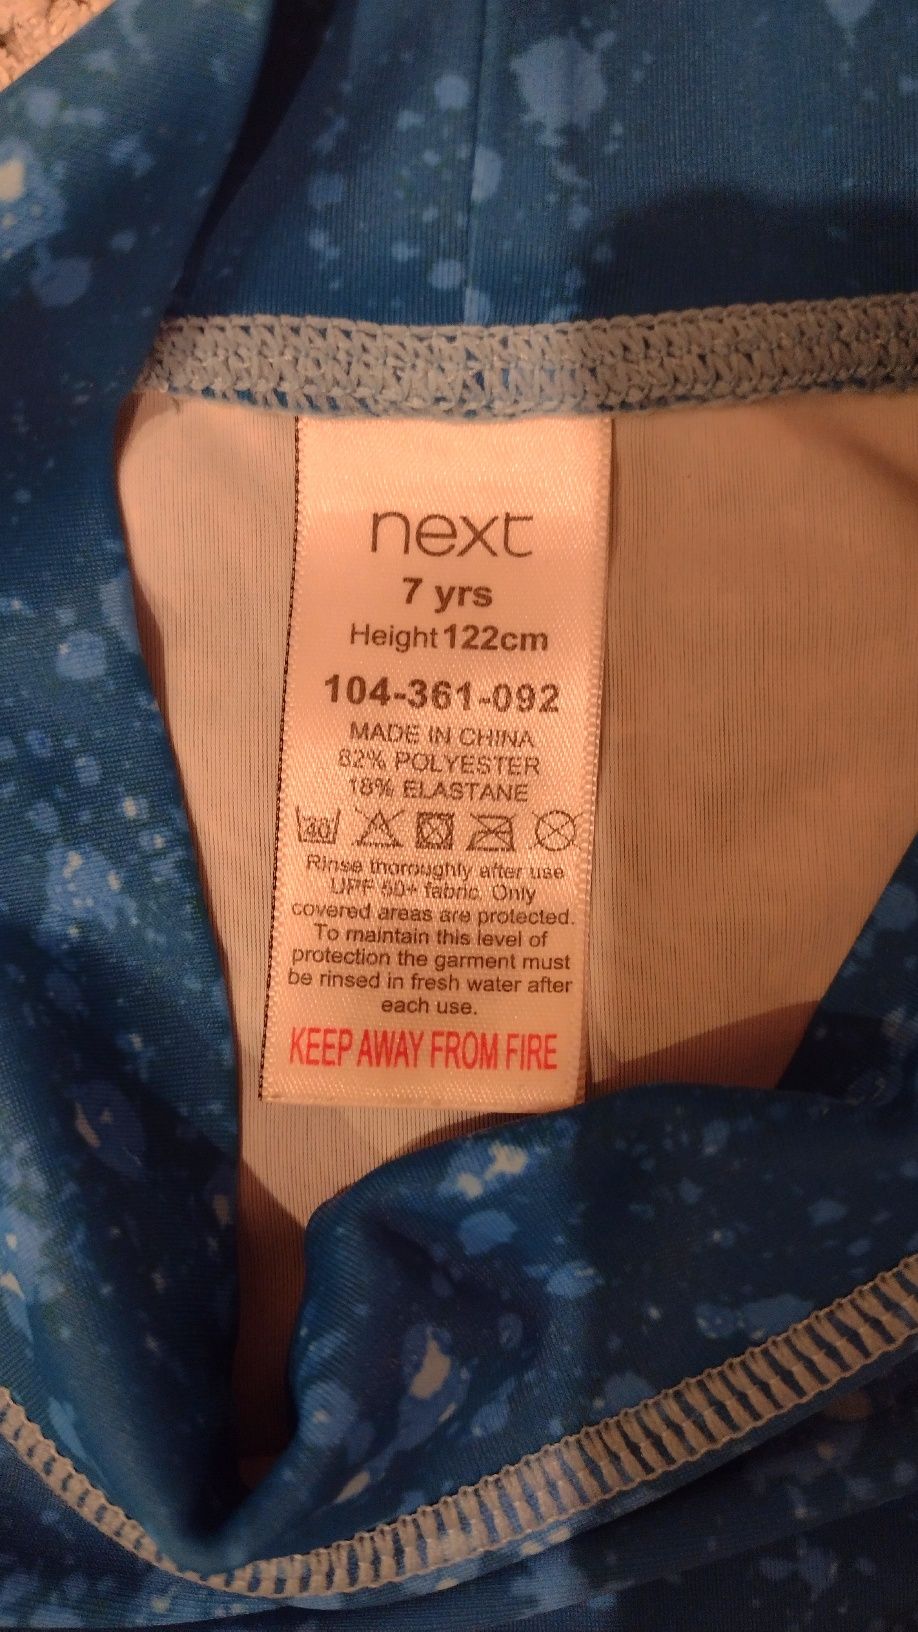 next
7 yrs
Height 122cm
104-361-092
MADE IN CHINA
82% POLYESTER
18% ELASTANE
40
Rinse thoroughly after use
UPF 50+ fabric. Only
covered areas are protected.
To maintain this level of
protection the garment must
be rinsed in fresh water after
each use.
KEEP AWAY FROM FIRE